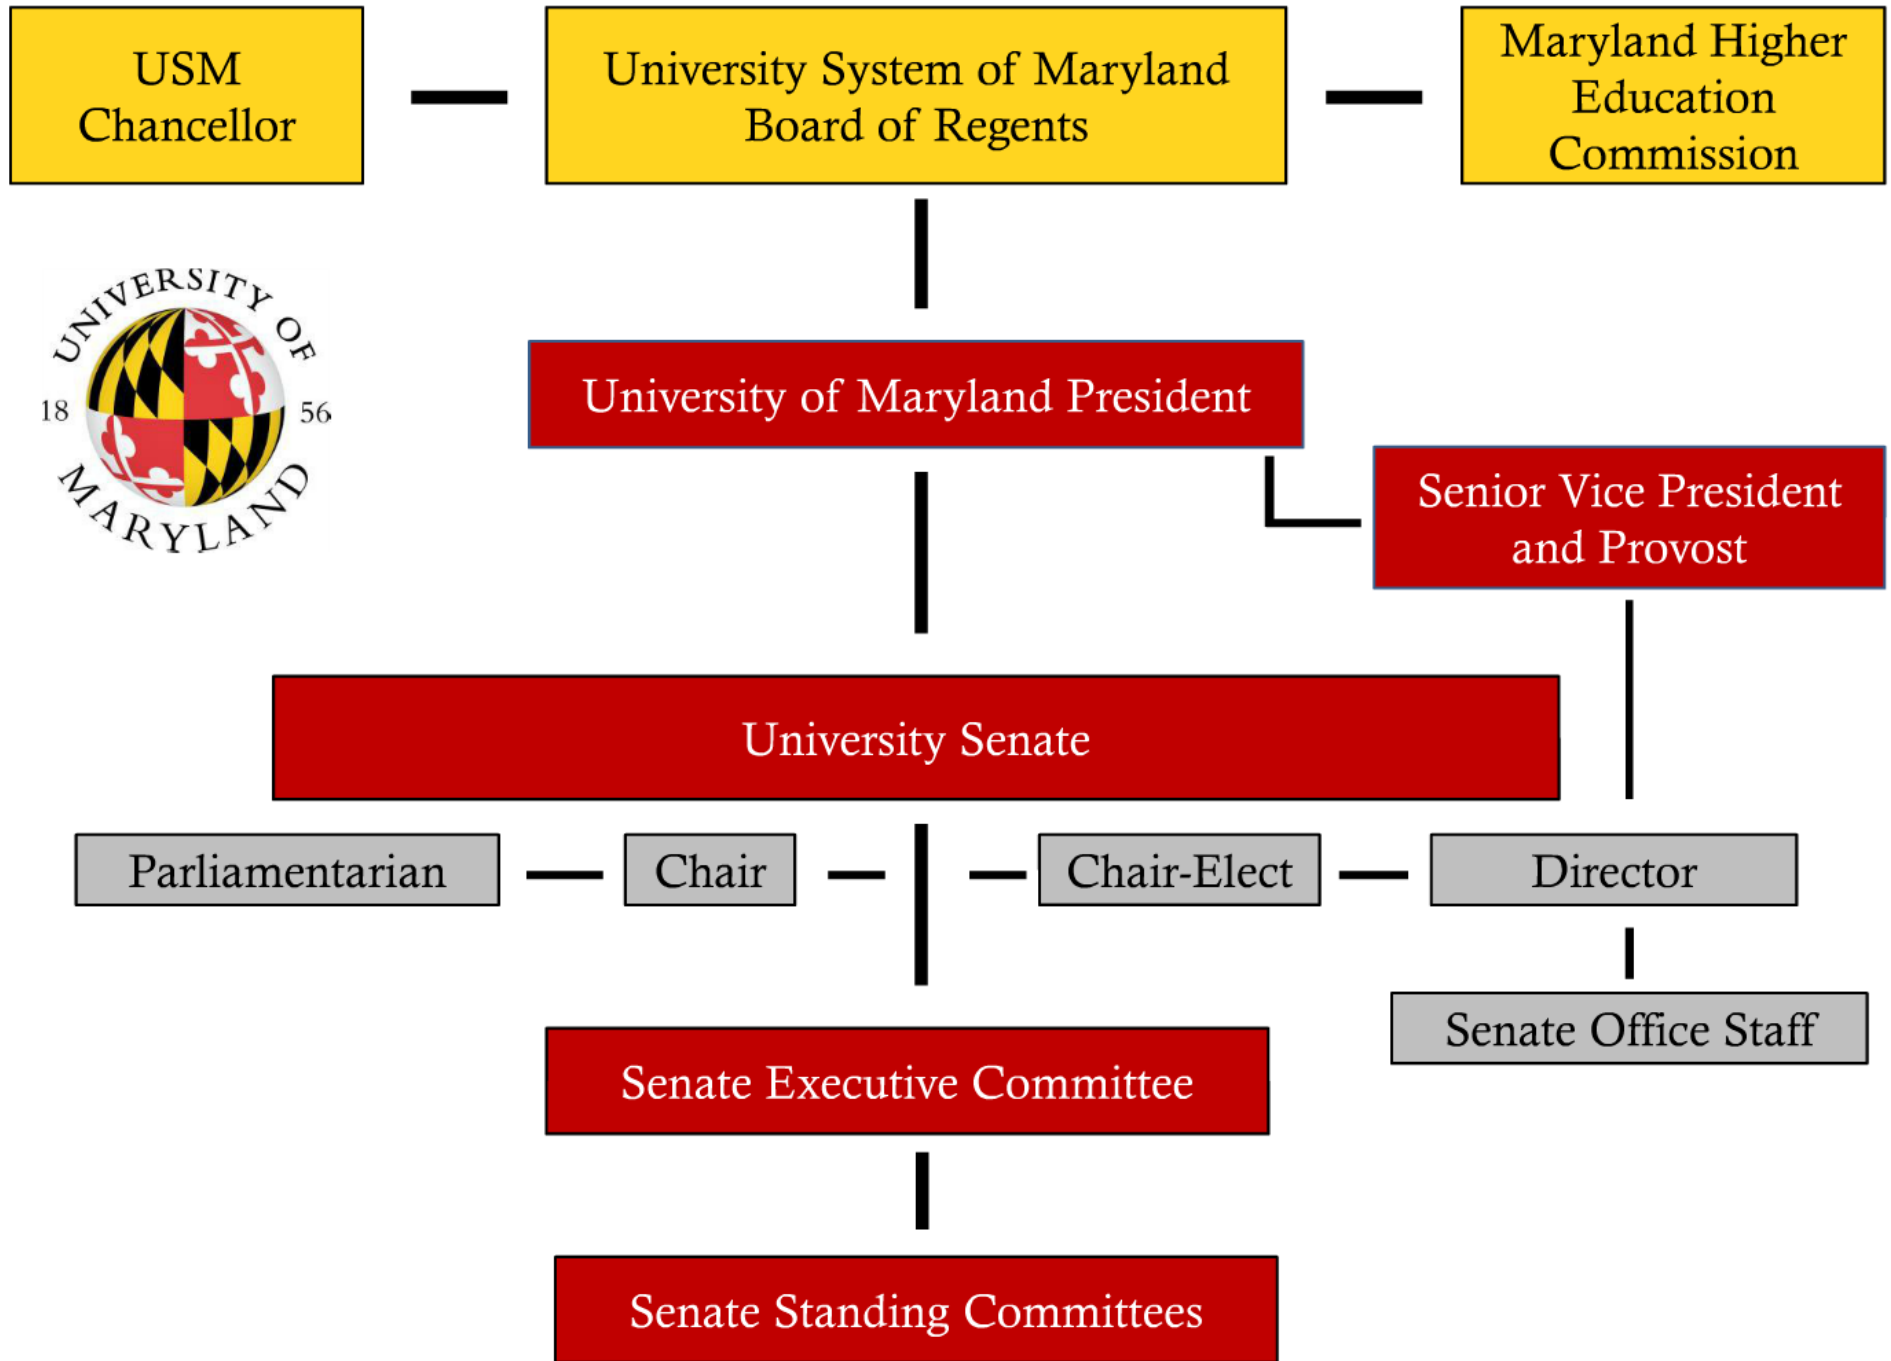 USM
Chancellor
University System of Maryland
Board of Regents
Maryland Higher
Education
Commission
UNIVERSITY OF
18
56
MARYLAND
University of Maryland President
Senior Vice President
and Provost
University Senate
Parliamentarian
Chair
Chair-Elect
Director
Senate Office Staff
Senate Executive Committee
Senate Standing Committees